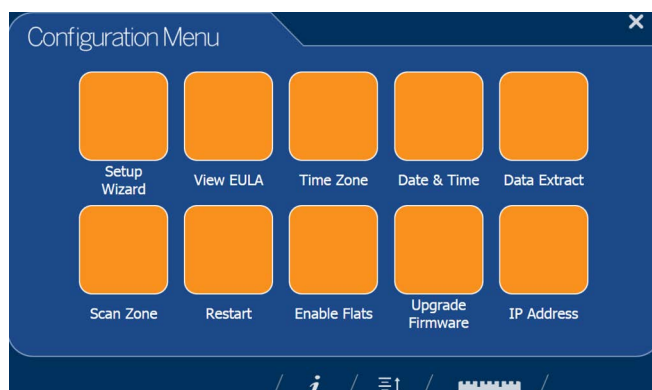 Configuration Menu
Setup
Wizard
View EULA
Time Zone
Date & Time
Data Extract
Scan Zone
Restart
Enable Flats
Upgrade
Firmware
IP Address
i